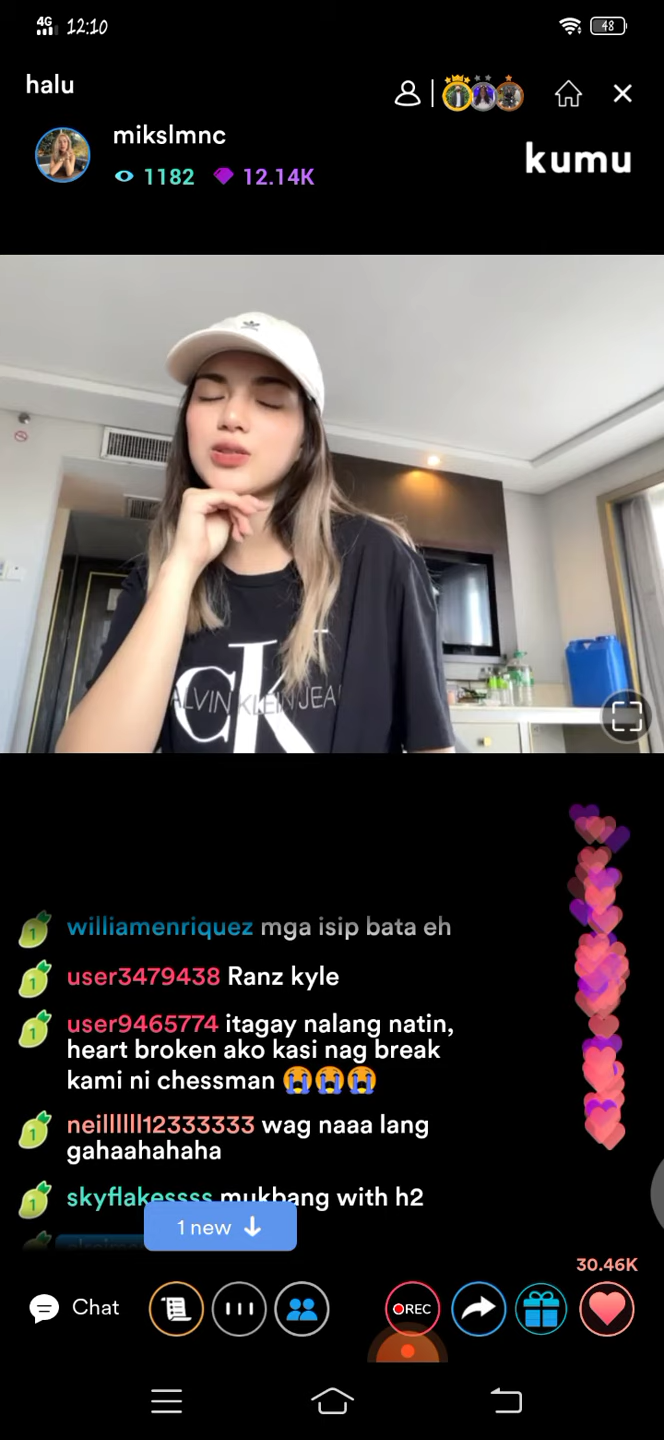 4G 12:10 48
halu
mikslmnc
1182 12.14K
kumu
CK
ALVIN KLEIN JEA
williamenriquez mga isip bata eh
user3479438 Ranz kyle
user9465774 itagay nalang natin,
heart broken ako kasi nag break
kami ni chessman 😭😭😭
neillllll12333333 wag naaa lang
gahaahahaha
skyflakessss mukbang with h2
1 new
30.46K
Chat
REC